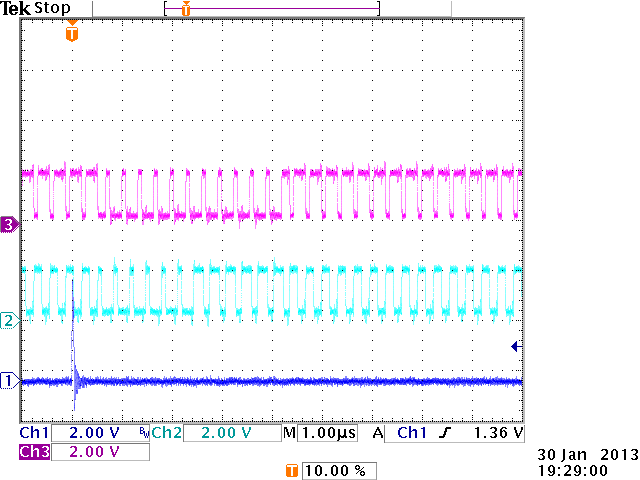 Tek Stop
T
T
3
2
1
Ch1 2.00 V BW Ch2 2.00 V M 1.00µs A Ch1 1.36 V
Ch3 2.00 V
T 10.00 %
30 Jan 2013
19:29:00